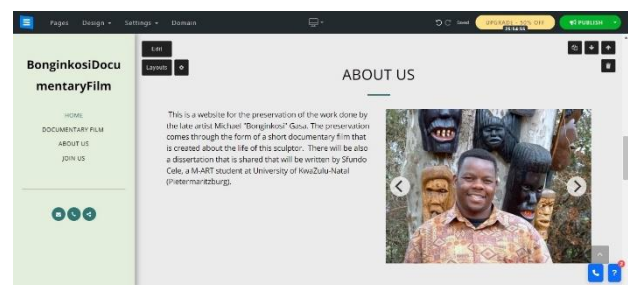 Pages Design Settings Domain
Saved
UPGRADE - 50% OFF
PUBLISH
BonginkosiDocu
mentaryFilm
HOME
DOCUMENTARY FILM
ABOUT US
JOIN US
Edit
Layouts
ABOUT US
This is a website for the preservation of the work done by
the late artist Michael "Bonginkosi" Gasa. The preservation
comes through the form of a short documentary film that
is created about the life of this sculptor. There will be also
a dissertation that is shared that will be written by Sfundo
Cele, a M-ART student at University of KwaZulu-Natal
(Pietermaritzburg).
?